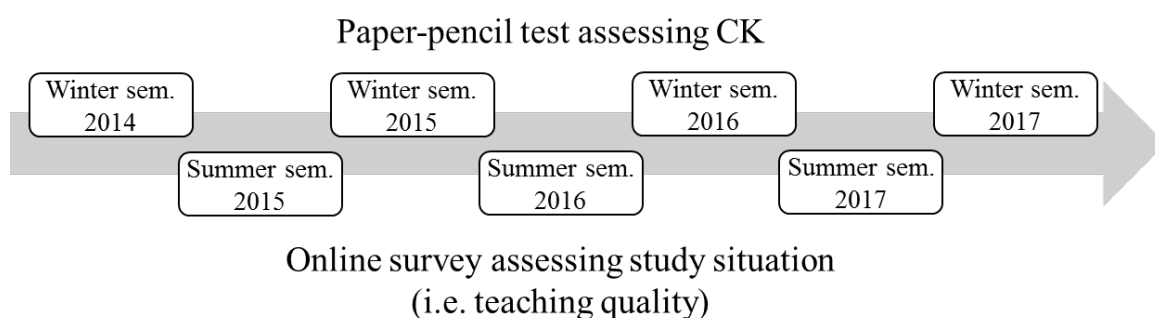 Paper-pencil test assessing CK
Winter sem.
2014
Winter sem.
2015
Winter sem.
2016
Winter sem.
2017
Summer sem.
2015
Summer sem.
2016
Summer sem.
2017
Online survey assessing study situation
(i.e. teaching quality)